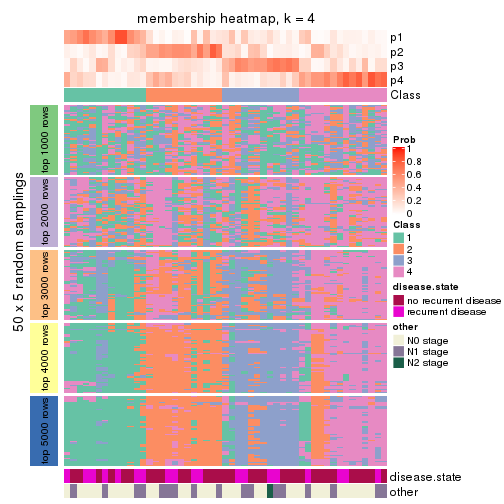 membership heatmap, k = 4
p1
p2
p3
p4
Class
50 x 5 random samplings
top 1000 rows
top 2000 rows
top 3000 rows
top 4000 rows
top 5000 rows
disease.state
other
Prob
1
0.8
0.6
0.4
0.2
0
Class
1
2
3
4
disease.state
no recurrent disease
recurrent disease
other
N0 stage
N1 stage
N2 stage